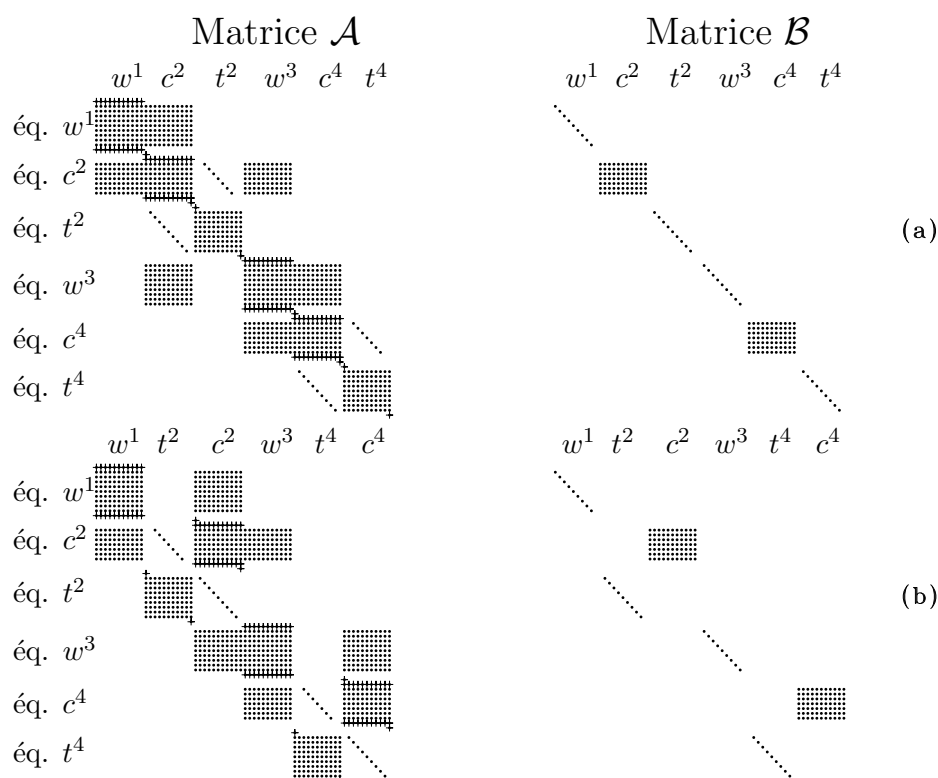 Matrice 𝓐 Matrice 𝓑
w¹ c² t² w³ c⁴ t⁴ w¹ c² t² w³ c⁴ t⁴
éq. w¹
éq. c²
éq. t² (a)
éq. w³
éq. c⁴
éq. t⁴
w¹ t² c² w³ t⁴ c⁴ w¹ t² c² w³ t⁴ c⁴
éq. w¹
éq. c²
éq. t² (b)
éq. w³
éq. c⁴
éq. t⁴